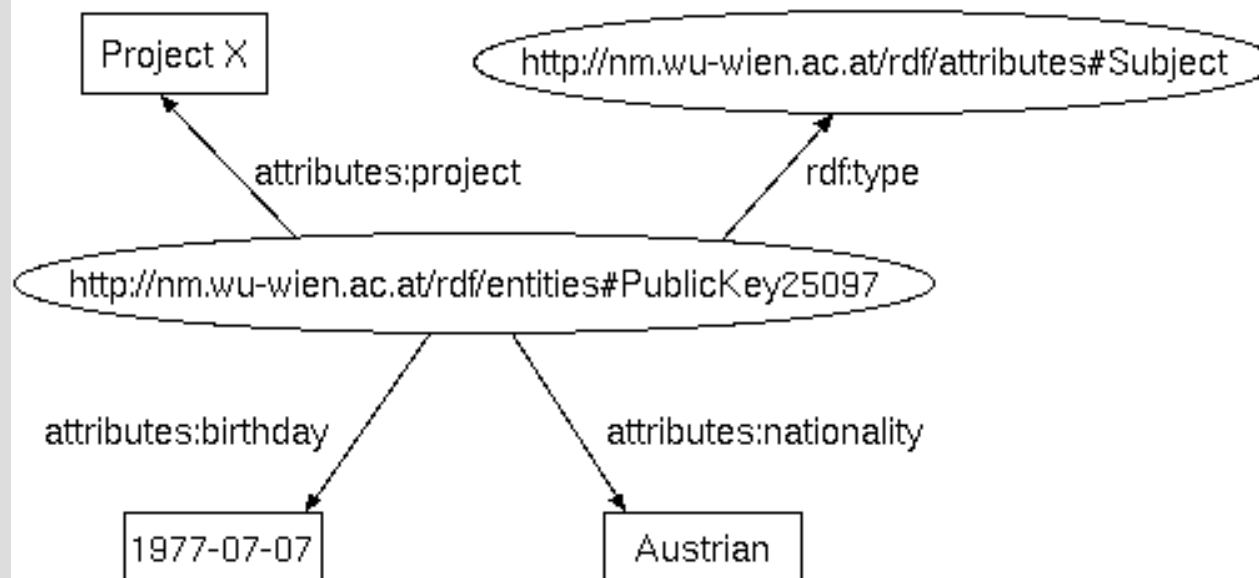 Project X
http://nm.wu-wien.ac.at/rdf/attributes#Subject
attributes:project
rdf:type
http://nm.wu-wien.ac.at/rdf/entities#PublicKey25097
attributes:birthday
attributes:nationality
1977-07-07
Austrian